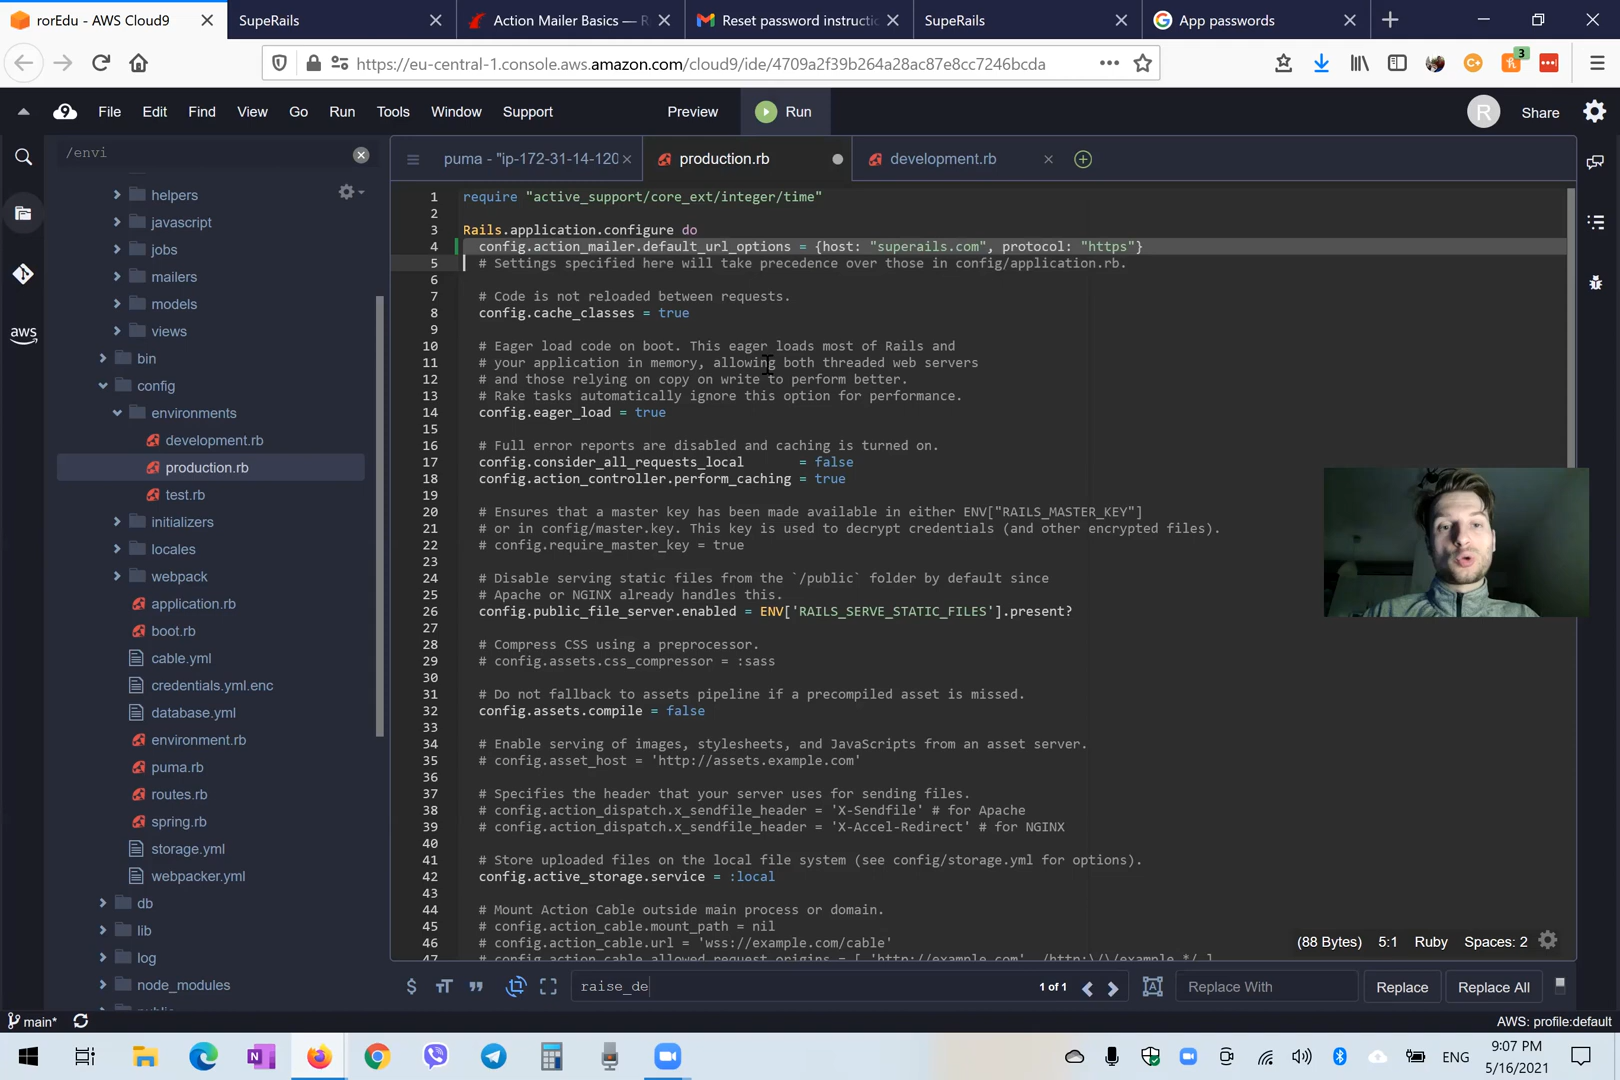 rorEdu - AWS Cloud9
SupeRails
Action Mailer Basics — R
Reset password instructi
SupeRails
App passwords
https://eu-central-1.console.aws.amazon.com/cloud9/ide/4709a2f39b264a28ac87e8cc7246bcda
3
9 File Edit Find View Go Run Tools Window Support Preview Run R Share
/envi
puma - "ip-172-31-14-120
production.rb
development.rb
helpers
javascript
jobs
mailers
models
views
bin
config
environments
development.rb
production.rb
test.rb
initializers
locales
webpack
application.rb
boot.rb
cable.yml
credentials.yml.enc
database.yml
environment.rb
puma.rb
routes.rb
spring.rb
storage.yml
webpacker.yml
db
lib
log
node_modules
aws
1 require "active_support/core_ext/integer/time"
2
3 Rails.application.configure do
4 config.action_mailer.default_url_options = {host: "superails.com", protocol: "https"}
5 # Settings specified here will take precedence over those in config/application.rb.
6
7 # Code is not reloaded between requests.
8 config.cache_classes = true
9
10 # Eager load code on boot. This eager loads most of Rails and
11 # your application in memory, allowing both threaded web servers
12 # and those relying on copy on write to perform better.
13 # Rake tasks automatically ignore this option for performance.
14 config.eager_load = true
15
16 # Full error reports are disabled and caching is turned on.
17 config.consider_all_requests_local = false
18 config.action_controller.perform_caching = true
19
20 # Ensures that a master key has been made available in either ENV["RAILS_MASTER_KEY"]
21 # or in config/master.key. This key is used to decrypt credentials (and other encrypted files).
22 # config.require_master_key = true
23
24 # Disable serving static files from the `/public` folder by default since
25 # Apache or NGINX already handles this.
26 config.public_file_server.enabled = ENV['RAILS_SERVE_STATIC_FILES'].present?
27
28 # Compress CSS using a preprocessor.
29 # config.assets.css_compressor = :sass
30
31 # Do not fallback to assets pipeline if a precompiled asset is missed.
32 config.assets.compile = false
33
34 # Enable serving of images, stylesheets, and JavaScripts from an asset server.
35 # config.asset_host = 'http://assets.example.com'
36
37 # Specifies the header that your server uses for sending files.
38 # config.action_dispatch.x_sendfile_header = 'X-Sendfile' # for Apache
39 # config.action_dispatch.x_sendfile_header = 'X-Accel-Redirect' # for NGINX
40
41 # Store uploaded files on the local file system (see config/storage.yml for options).
42 config.active_storage.service = :local
43
44 # Mount Action Cable outside main process or domain.
45 # config.action_cable.mount_path = nil
46 # config.action_cable.url = 'wss://example.com/cable'
(88 Bytes) 5:1 Ruby Spaces: 2
raise_de
1 of 1
Replace With
Replace
Replace All
main*
AWS: profile:default
ENG
9:07 PM
5/16/2021